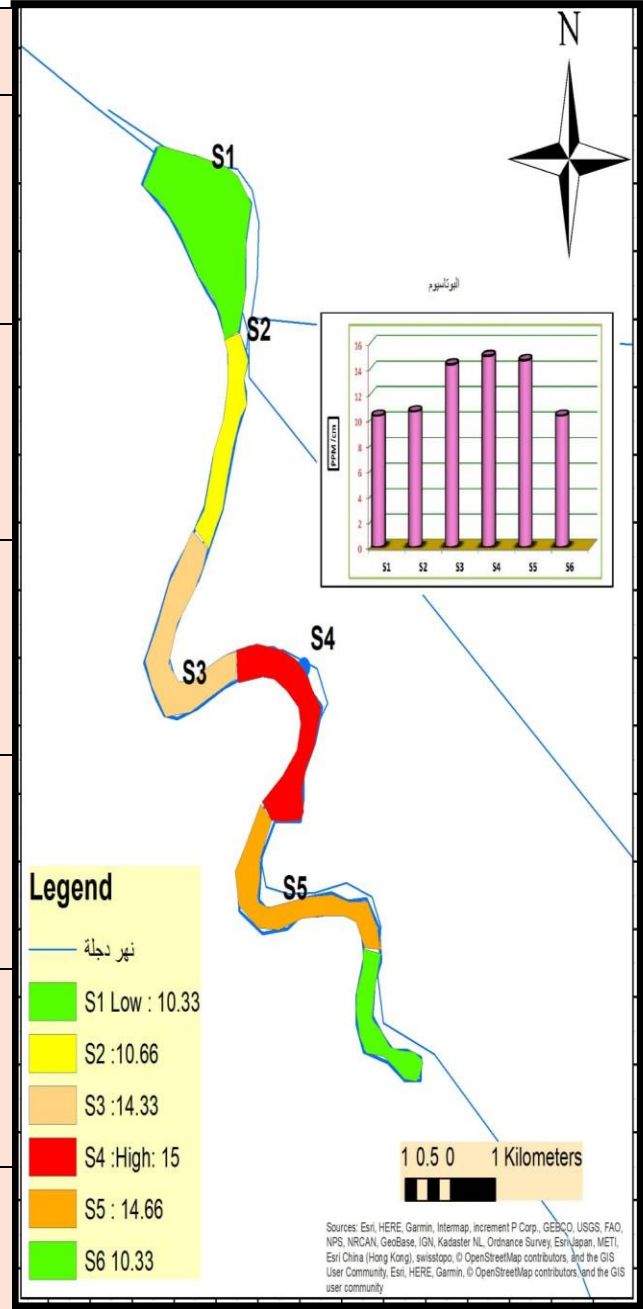 N
S1
S2
البوتاسيوم
16
14
12
10
8
6
4
2
0
PPM /cm
S1 S2 S3 S4 S5 S6
S4
S3
S5
Legend
نهر دجلة
S1 Low : 10.33
S2 :10.66
S3 :14.33
S4 :High: 15
S5 : 14.66
S6 10.33
1 0.5 0 1 Kilometers
Sources: Esri, HERE, Garmin, Intermap, increment P Corp., GEBCO, USGS, FAO,
NPS, NRCAN, GeoBase, IGN, Kadaster NL, Ordnance Survey, Esri Japan, METI,
Esri China (Hong Kong), swisstopo, © OpenStreetMap contributors, and the GIS
User Community, Esri, HERE, Garmin, © OpenStreetMap contributors, and the GIS
user community